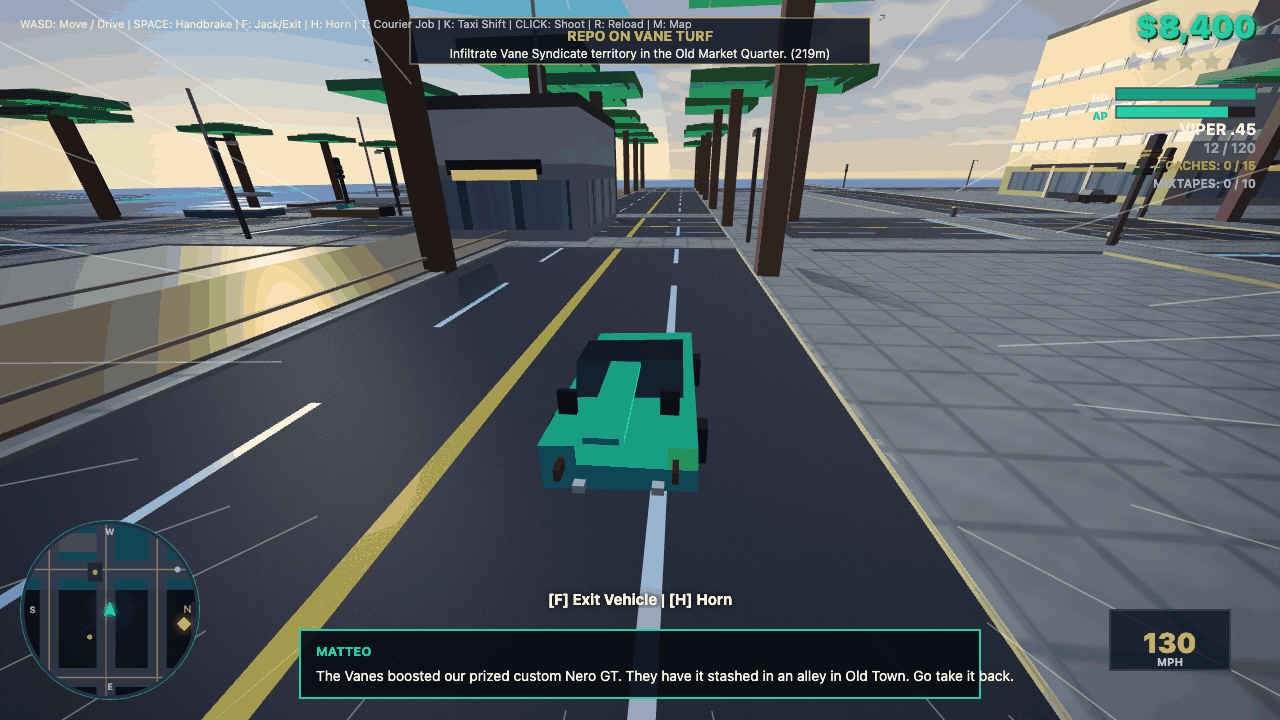 WASD: Move / Drive | SPACE: Handbrake | F: Jack/Exit | H: Horn | T: Courier Job | K: Taxi Shift | CLICK: Shoot | R: Reload | M: Map
REPO ON VANE TURF
Infiltrate Vane Syndicate territory in the Old Market Quarter. (219m)
$8,400
HP
AP
VIPER .45
12 / 120
CACHES: 0 / 15
MIXTAPES: 0 / 10
W
S
N
E
[F] Exit Vehicle | [H] Horn
MATTEO
The Vanes boosted our prized custom Nero GT. They have it stashed in an alley in Old Town. Go take it back.
130
MPH